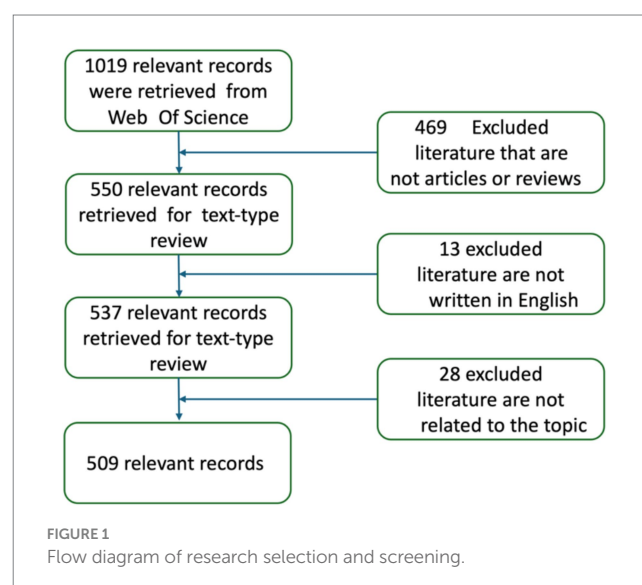 1019 relevant records
were retrieved from
Web Of Science
469 Excluded
literature that are
not articles or reviews
550 relevant records
retrieved for text-type
review
13 excluded
literature are not
written in English
537 relevant records
retrieved for text-type
review
28 excluded
literature are not
related to the topic
509 relevant records
FIGURE 1
Flow diagram of research selection and screening.